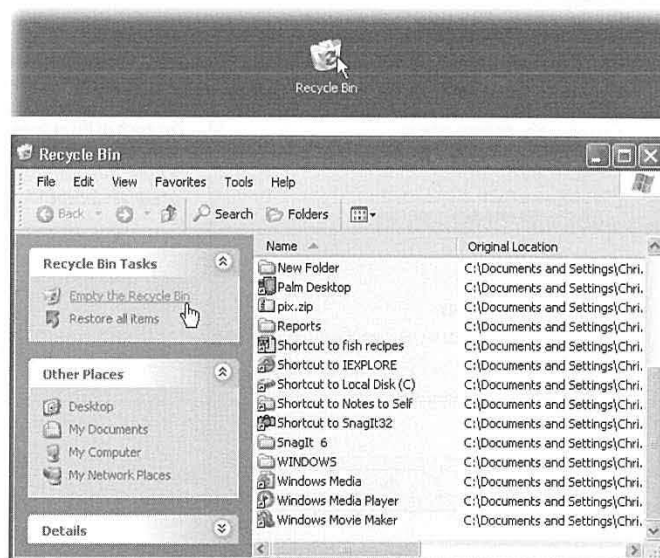 Recycle Bin
Recycle Bin
File Edit View Favorites Tools Help
Back Search Folders
Recycle Bin Tasks
Empty the Recycle Bin
Restore all items
Other Places
Desktop
My Documents
My Computer
My Network Places
Details
Name Original Location
New Folder C:\Documents and Settings\Chri.
Palm Desktop C:\Documents and Settings\Chri.
pix.zip C:\Documents and Settings\Chri.
Reports C:\Documents and Settings\Chri.
Shortcut to fish recipes C:\Documents and Settings\Chri.
Shortcut to IEXPLORE C:\Documents and Settings\Chri.
Shortcut to Local Disk (C) C:\Documents and Settings\Chri.
Shortcut to Notes to Self C:\Documents and Settings\Chri.
Shortcut to SnagIt32 C:\Documents and Settings\Chri.
SnagIt 6 C:\Documents and Settings\Chri.
WINDOWS C:\Documents and Settings\Chri.
Windows Media C:\Documents and Settings\Chri.
Windows Media Player C:\Documents and Settings\Chri.
Windows Movie Maker C:\Documents and Settings\Chri.